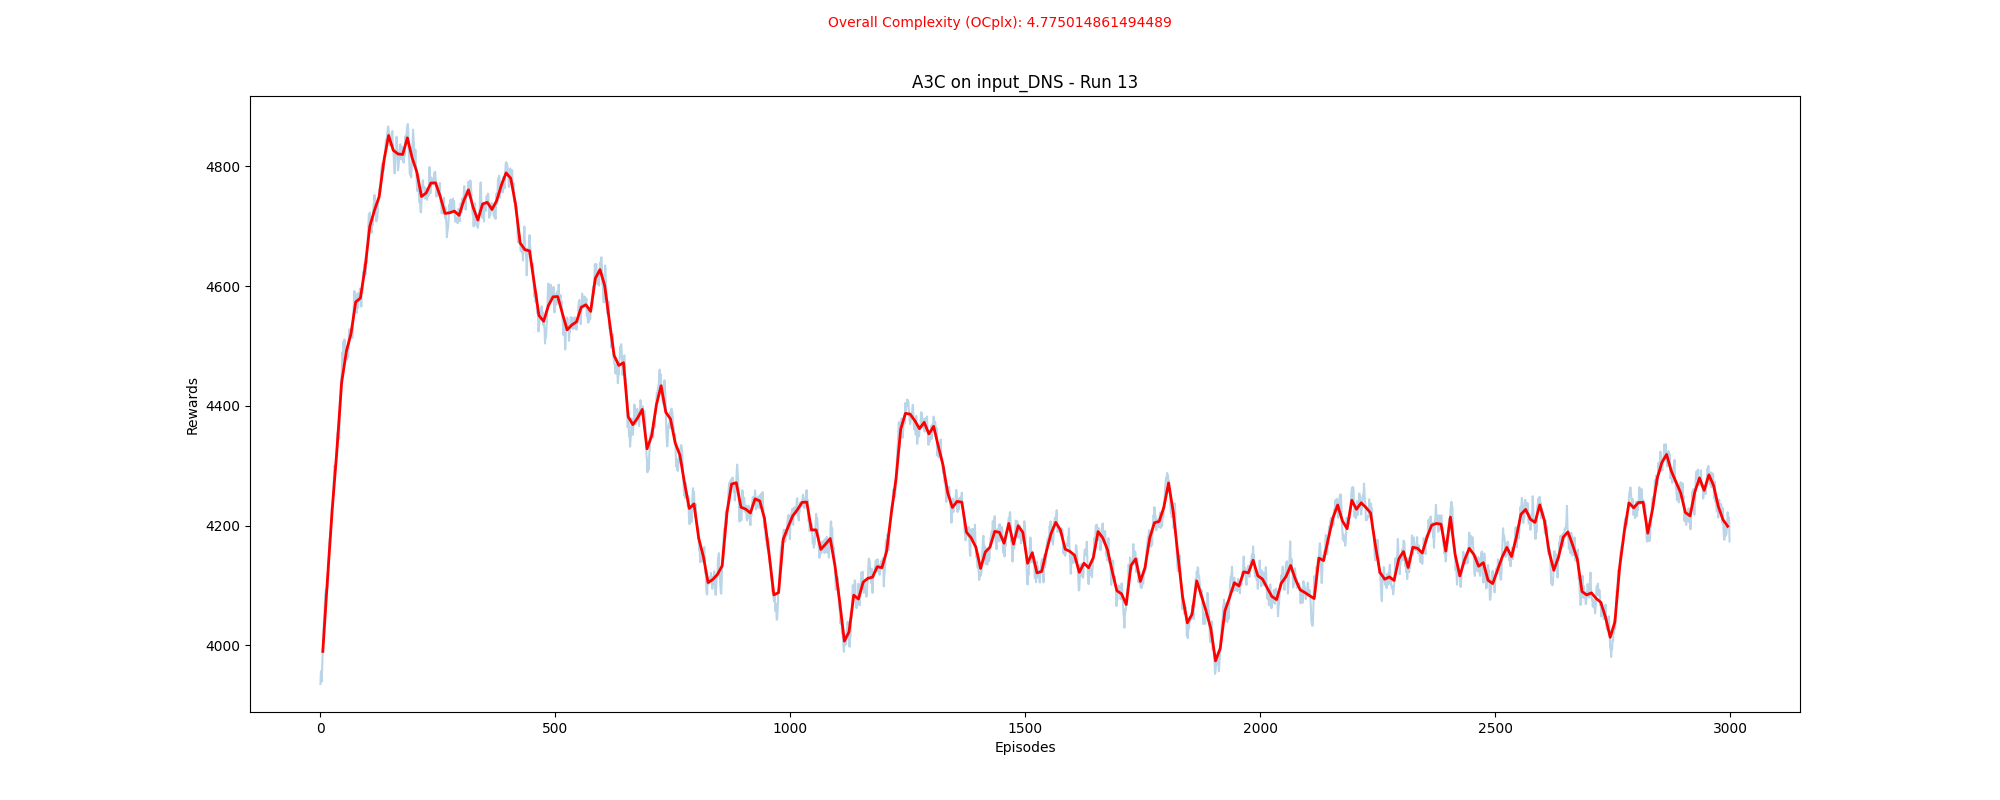 Overall Complexity (OCplx): 4.775014861494489
A3C on input_DNS - Run 13
Rewards
4800
4600
4400
4200
4000
0 500 1000 1500 2000 2500 3000
Episodes